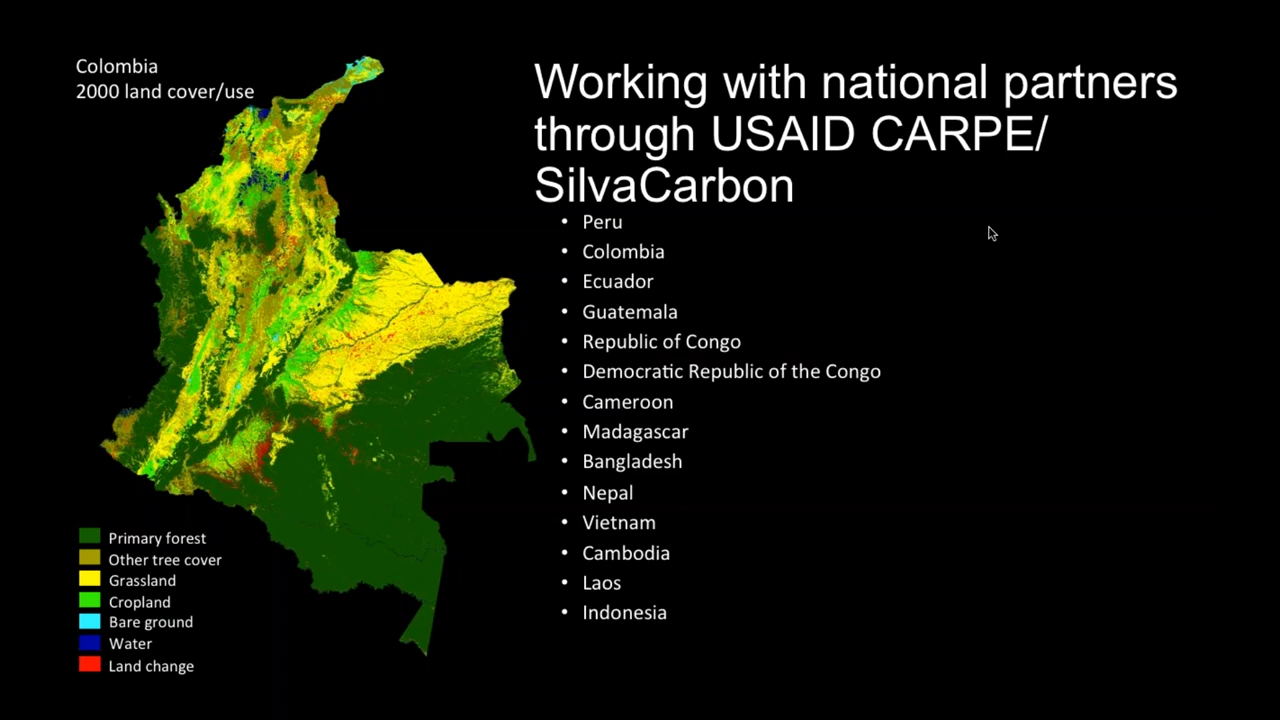 Colombia
2000 land cover/use
Working with national partners
through USAID CARPE/
SilvaCarbon
• Peru
• Colombia
• Ecuador
• Guatemala
• Republic of Congo
• Democratic Republic of the Congo
• Cameroon
• Madagascar
• Bangladesh
• Nepal
• Vietnam
• Cambodia
• Laos
• Indonesia
Primary forest
Other tree cover
Grassland
Cropland
Bare ground
Water
Land change